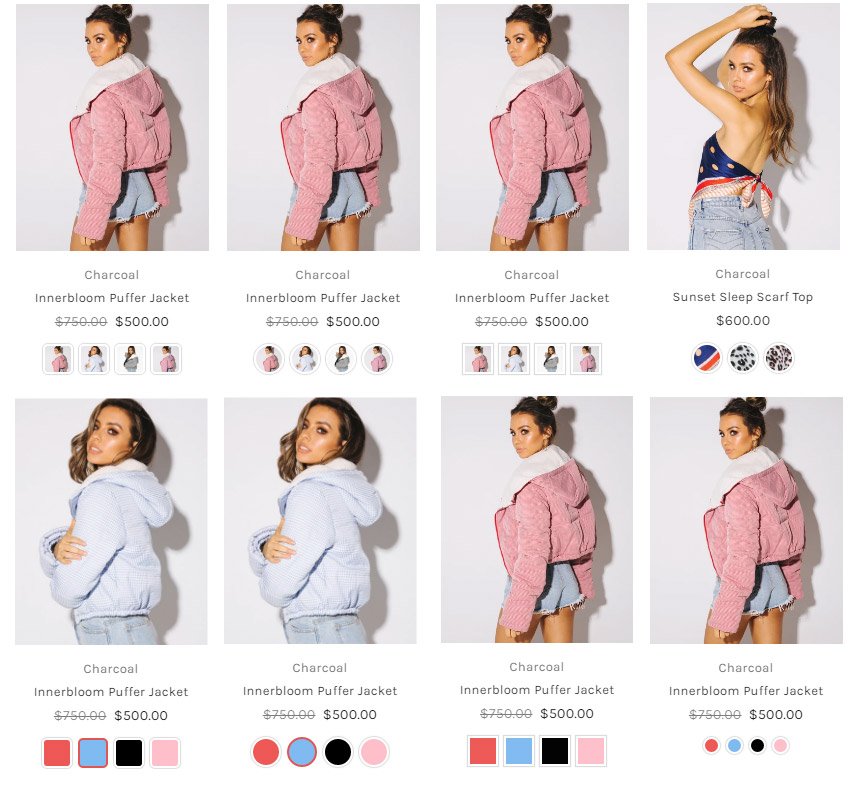 Charcoal
Innerbloom Puffer Jacket
$750.00 $500.00
Charcoal
Innerbloom Puffer Jacket
$750.00 $500.00
Charcoal
Innerbloom Puffer Jacket
$750.00 $500.00
Charcoal
Sunset Sleep Scarf Top
$600.00
Charcoal
Innerbloom Puffer Jacket
$750.00 $500.00
Charcoal
Innerbloom Puffer Jacket
$750.00 $500.00
Charcoal
Innerbloom Puffer Jacket
$750.00 $500.00
Charcoal
Innerbloom Puffer Jacket
$750.00 $500.00